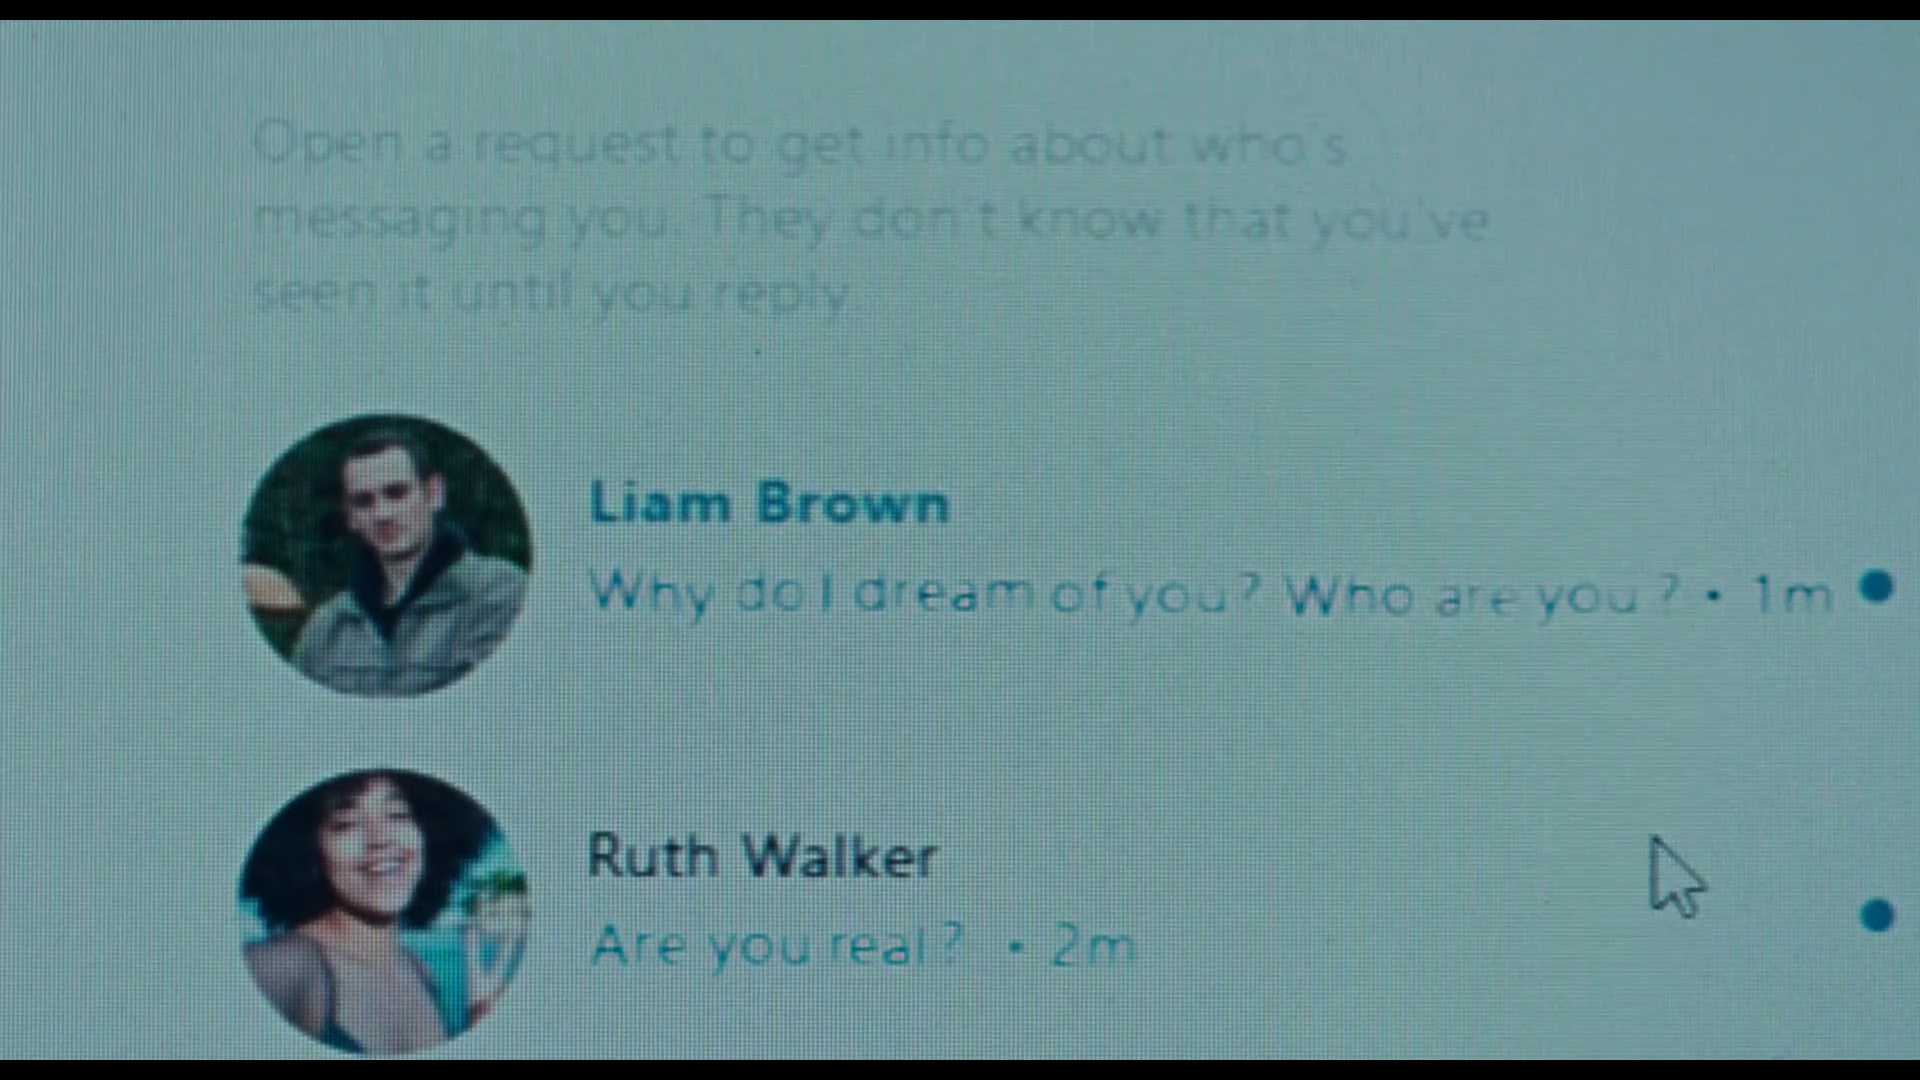 Open a request to get info about who's
messaging you. They don't know that you've
seen it until you reply.
Liam Brown
Why do I dream of you? Who are you ? • 1m
Ruth Walker
Are you real ? • 2m